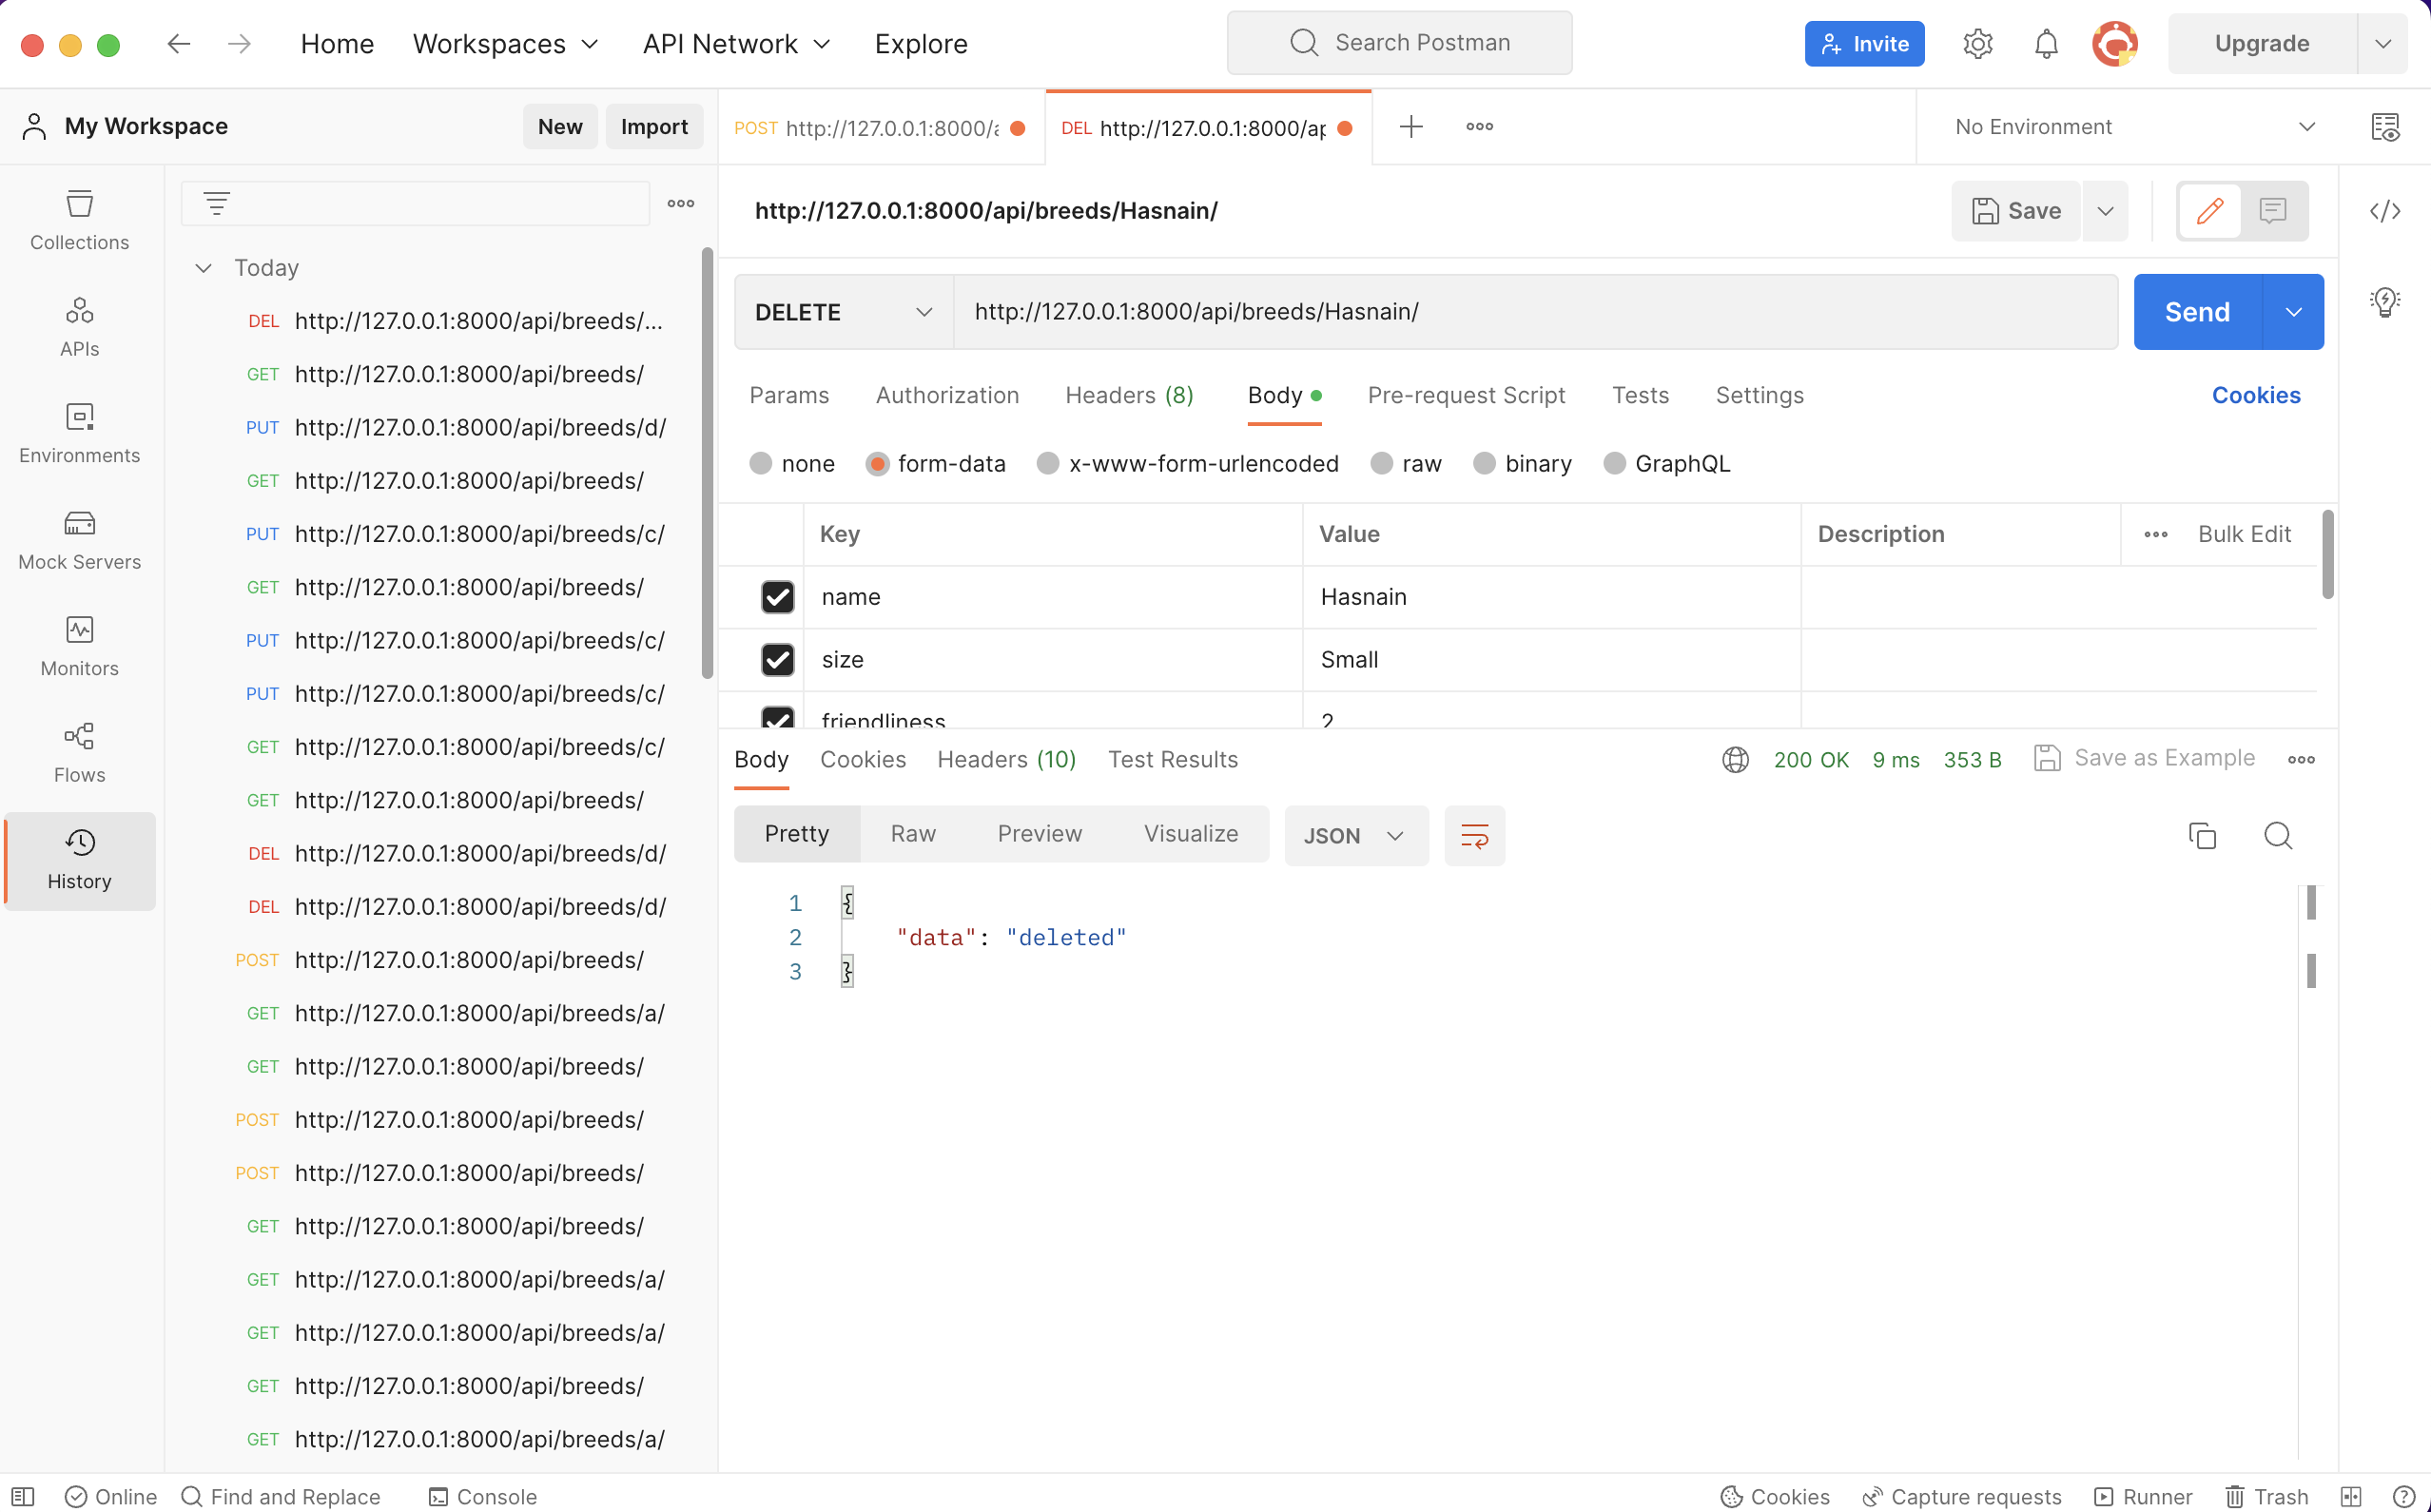 Home Workspaces API Network Explore Search Postman Invite Upgrade
My Workspace New Import POST http://127.0.0.1:8000/a DEL http://127.0.0.1:8000/ap No Environment
Collections
APIs
Environments
Mock Servers
Monitors
Flows
History
Today
DEL http://127.0.0.1:8000/api/breeds/...
GET http://127.0.0.1:8000/api/breeds/
PUT http://127.0.0.1:8000/api/breeds/d/
GET http://127.0.0.1:8000/api/breeds/
PUT http://127.0.0.1:8000/api/breeds/c/
GET http://127.0.0.1:8000/api/breeds/
PUT http://127.0.0.1:8000/api/breeds/c/
PUT http://127.0.0.1:8000/api/breeds/c/
GET http://127.0.0.1:8000/api/breeds/c/
GET http://127.0.0.1:8000/api/breeds/
DEL http://127.0.0.1:8000/api/breeds/d/
DEL http://127.0.0.1:8000/api/breeds/d/
POST http://127.0.0.1:8000/api/breeds/
GET http://127.0.0.1:8000/api/breeds/a/
GET http://127.0.0.1:8000/api/breeds/
POST http://127.0.0.1:8000/api/breeds/
POST http://127.0.0.1:8000/api/breeds/
GET http://127.0.0.1:8000/api/breeds/
GET http://127.0.0.1:8000/api/breeds/a/
GET http://127.0.0.1:8000/api/breeds/a/
GET http://127.0.0.1:8000/api/breeds/
GET http://127.0.0.1:8000/api/breeds/a/
http://127.0.0.1:8000/api/breeds/Hasnain/ Save
DELETE http://127.0.0.1:8000/api/breeds/Hasnain/ Send
Params Authorization Headers (8) Body Pre-request Script Tests Settings Cookies
none form-data x-www-form-urlencoded raw binary GraphQL
Key Value Description Bulk Edit
name Hasnain
size Small
friendliness 2
Body Cookies Headers (10) Test Results 200 OK 9 ms 353 B Save as Example
Pretty Raw Preview Visualize JSON
1 {
2 "data": "deleted"
3 }
Online Find and Replace Console Cookies Capture requests Runner Trash